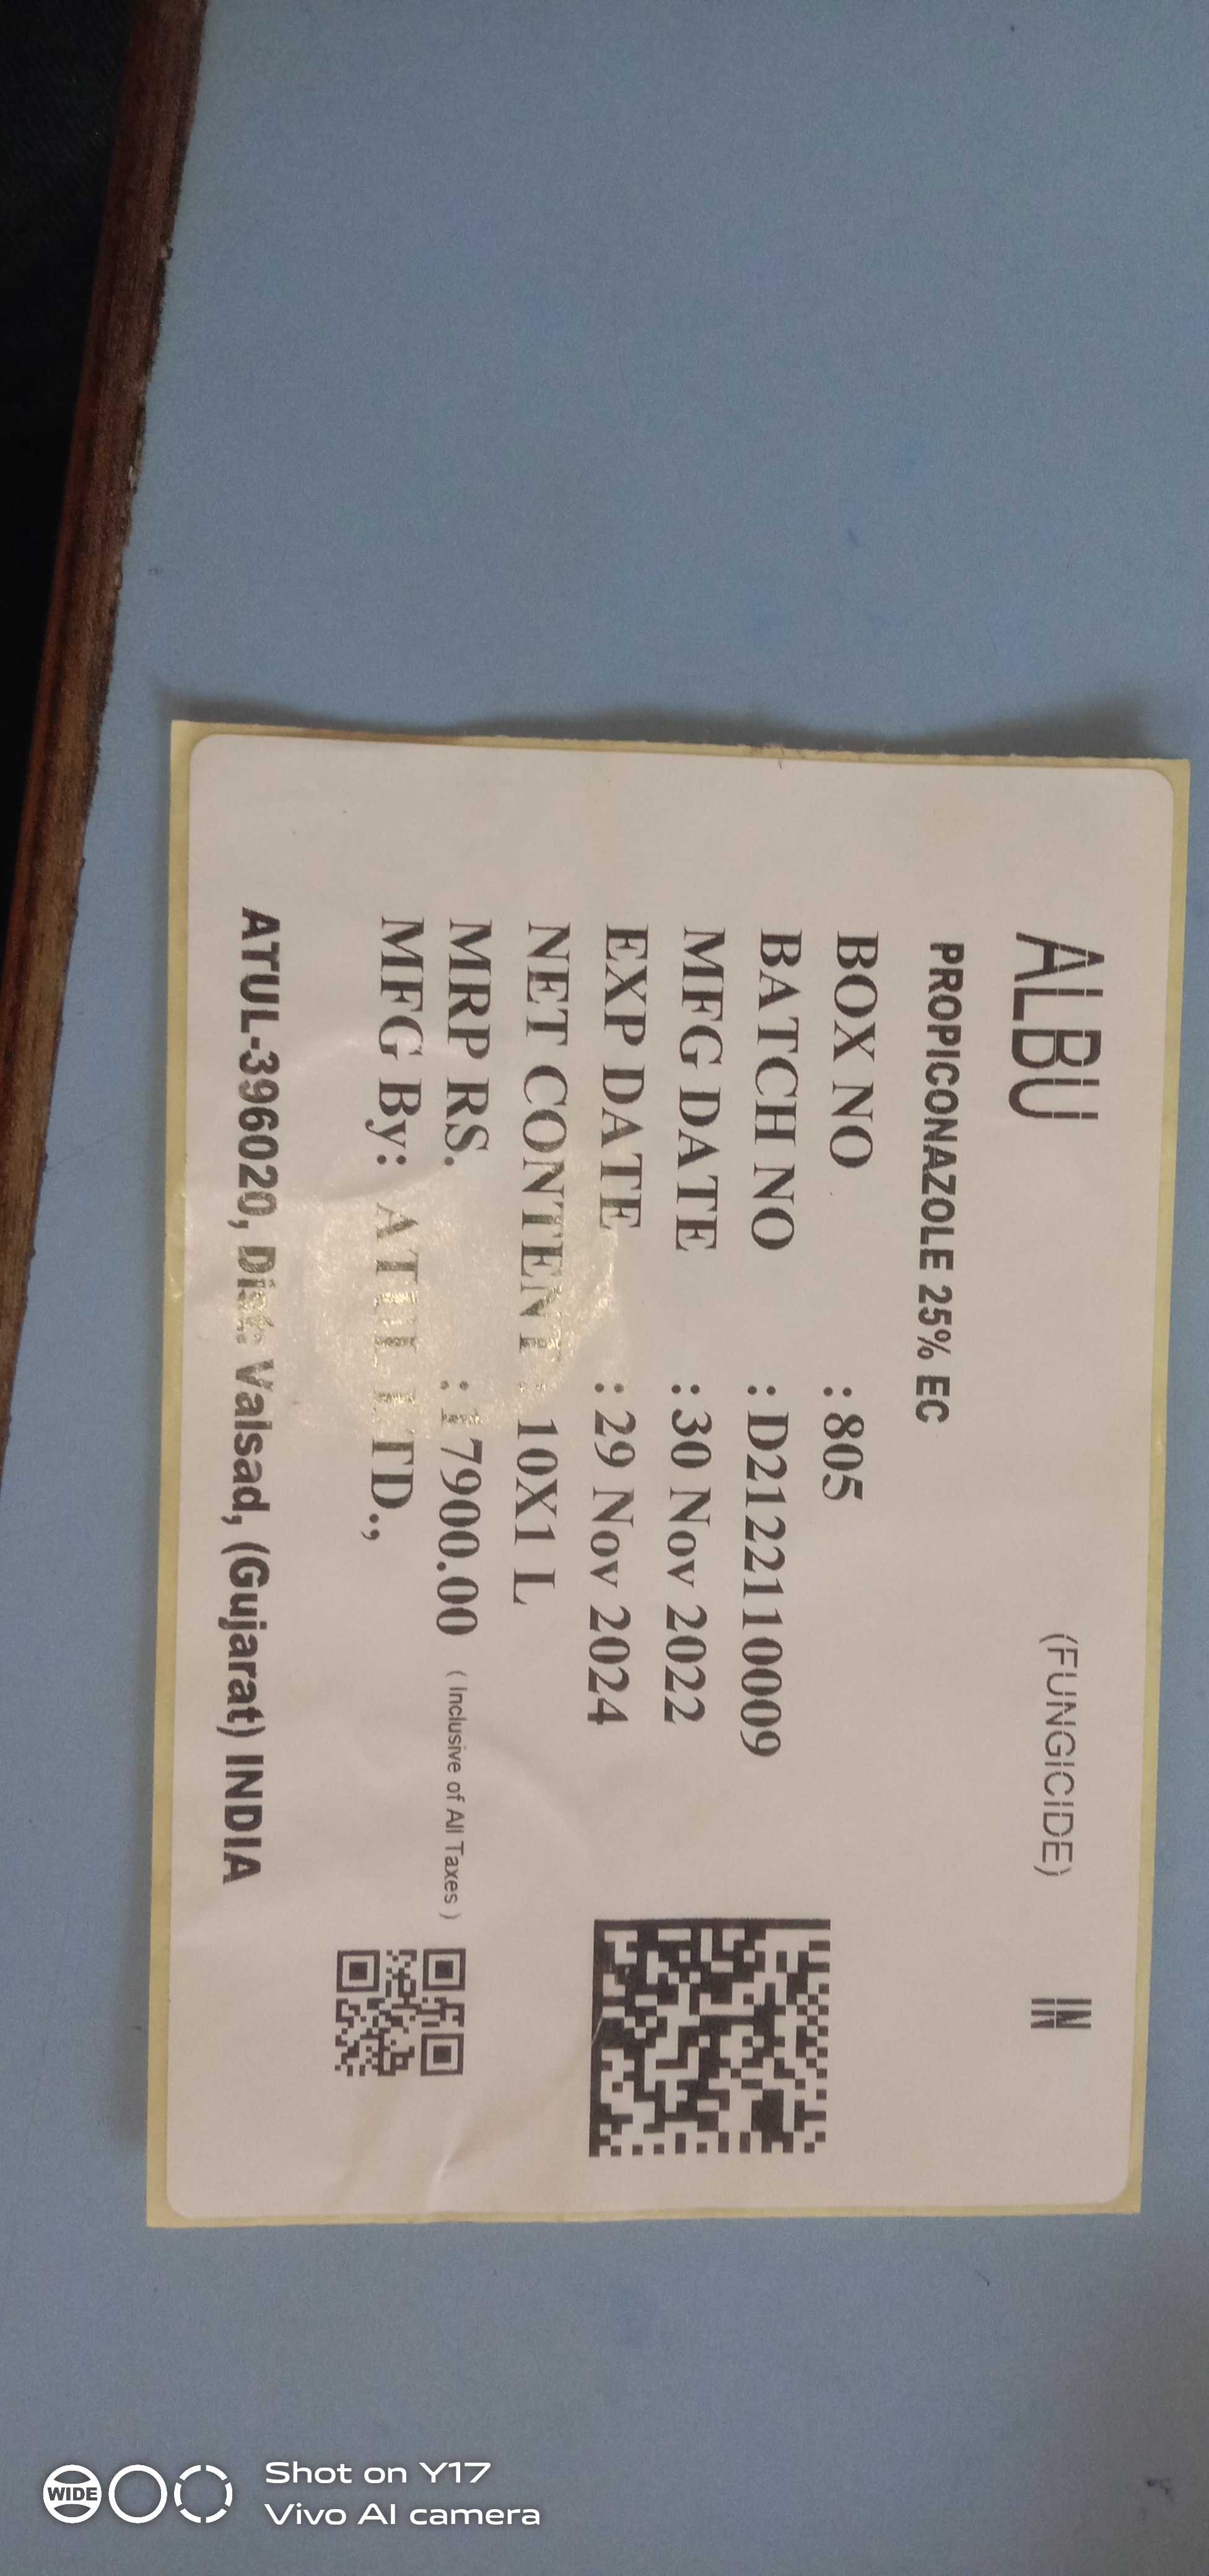 ALBU (FUNGICIDE) IN
PROPICONAZOLE 25% EC
BOX NO : 805
BATCH NO : D2122110009
MFG DATE : 30 Nov 2022
EXP DATE : 29 Nov 2024
NET CONTENT : 10X1 L
MRP RS. : 17900.00 ( Inclusive of All Taxes )
MFG By: ATUL LTD.,
ATUL-396020, Dist. Valsad, (Gujarat) INDIA
WIDE
Shot on Y17
Vivo AI camera